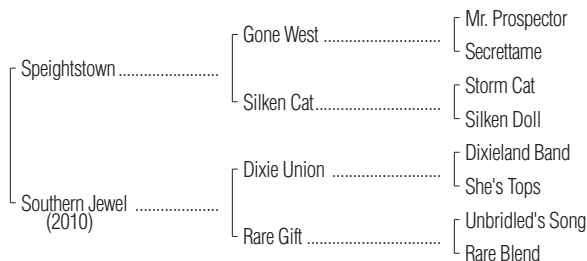 Mr. Prospector
Gone West ........................
Secrettame
Speightstown .......................
Storm Cat
Silken Cat........................
Silken Doll
Dixieland Band
Dixie Union ........................
She's Tops
Southern Jewel ...................
(2010)
Unbridled's Song
Rare Gift ........................
Rare Blend